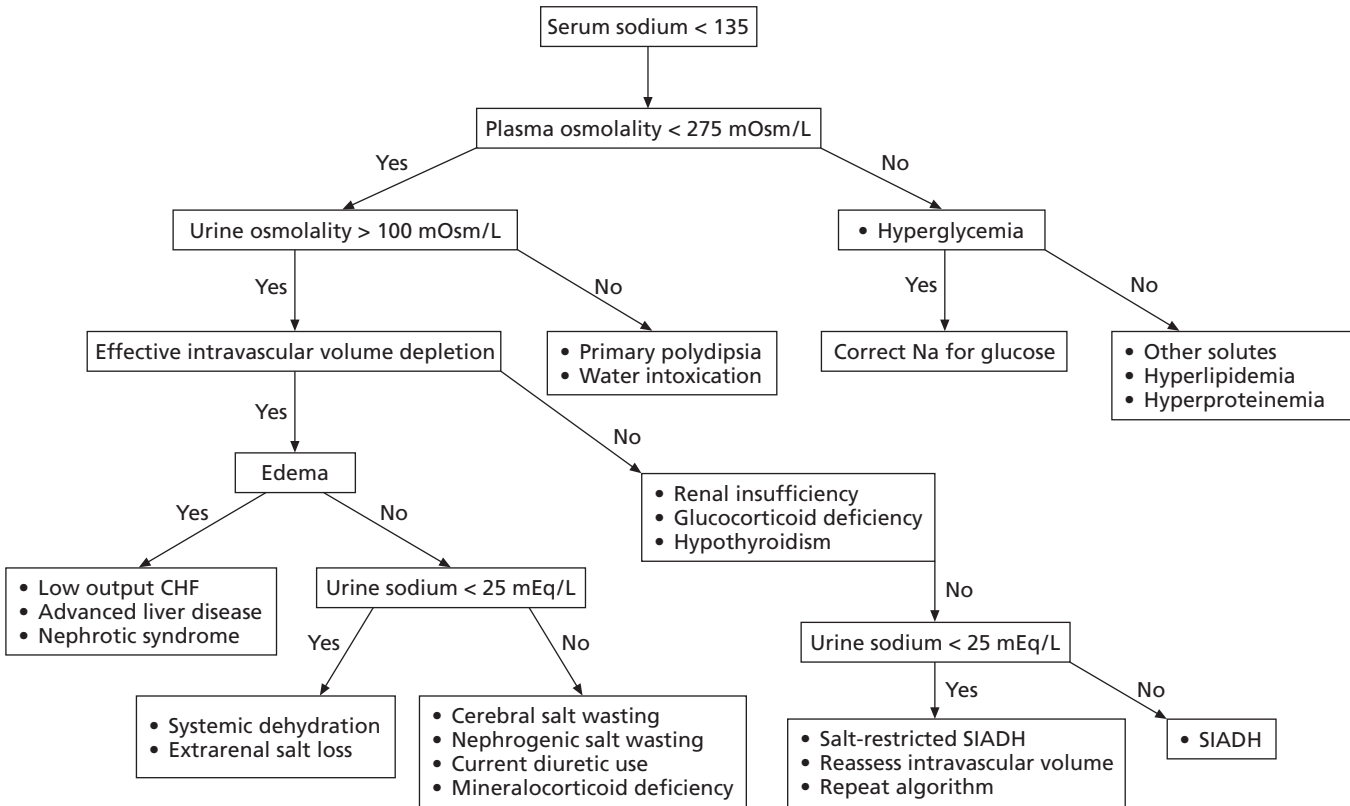 Serum sodium < 135
Plasma osmolality < 275 mOsm/L
Yes
No
Urine osmolality > 100 mOsm/L
• Hyperglycemia
Yes
No
Yes
No
Effective intravascular volume depletion
• Primary polydipsia
• Water intoxication
Correct Na for glucose
• Other solutes
• Hyperlipidemia
• Hyperproteinemia
Yes
No
Edema
• Renal insufficiency
• Glucocorticoid deficiency
• Hypothyroidism
Yes
No
No
• Low output CHF
• Advanced liver disease
• Nephrotic syndrome
Urine sodium < 25 mEq/L
Urine sodium < 25 mEq/L
Yes
No
Yes
No
• Systemic dehydration
• Extrarenal salt loss
• Cerebral salt wasting
• Nephrogenic salt wasting
• Current diuretic use
• Mineralocorticoid deficiency
• Salt-restricted SIADH
• Reassess intravascular volume
• Repeat algorithm
• SIADH